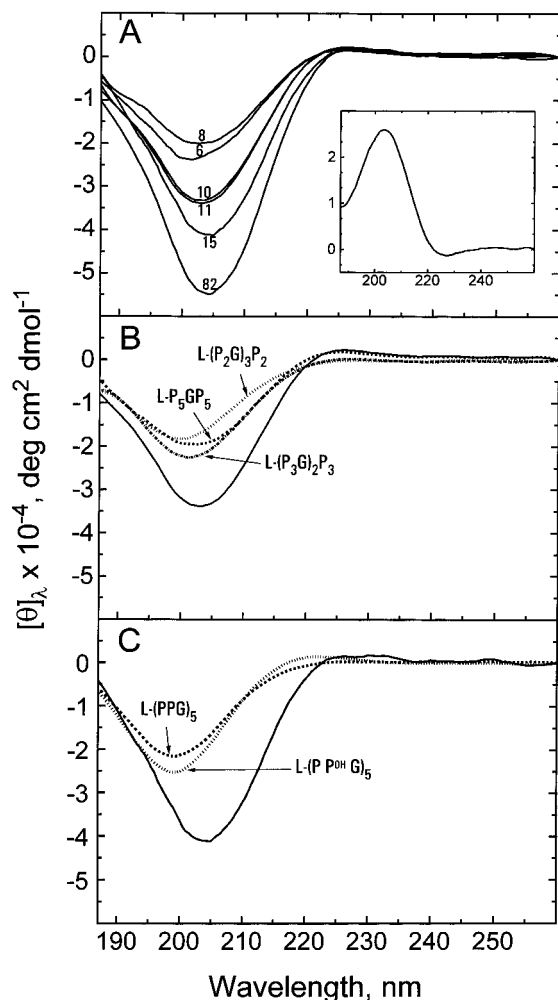 A
0
-1
-2
-3
-4
-5
8
6
10
11
15
82
2
1
0
200 220 240
B
0
-1
-2
-3
-4
-5
L-(P2G)3P2
L-P5GP5
L-(P3G)2P3
C
0
-1
-2
-3
-4
-5
L-(PPG)5
L-(P POH G)5
190 200 210 220 230 240 250
Wavelength, nm
[θ]λ x 10-4, deg cm2 dmol-1